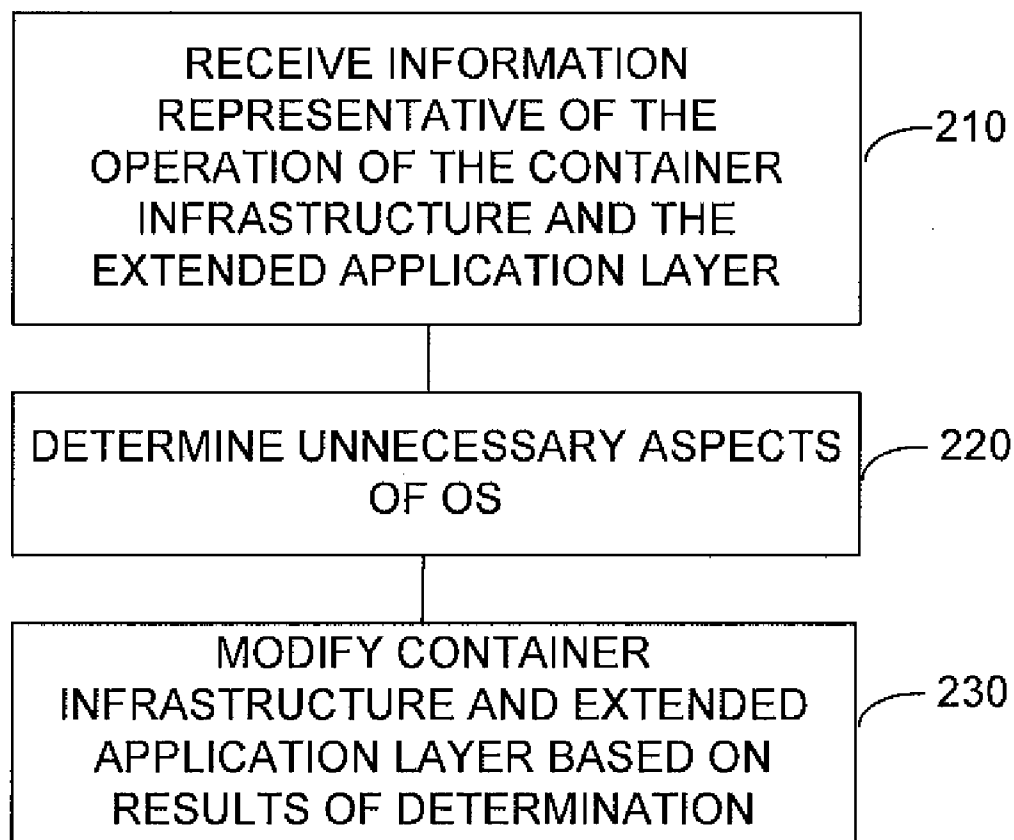 RECEIVE INFORMATION
REPRESENTATIVE OF THE
OPERATION OF THE CONTAINER
INFRASTRUCTURE AND THE
EXTENDED APPLICATION LAYER
210
DETERMINE UNNECESSARY ASPECTS
OF OS
220
MODIFY CONTAINER
INFRASTRUCTURE AND EXTENDED
APPLICATION LAYER BASED ON
RESULTS OF DETERMINATION
230